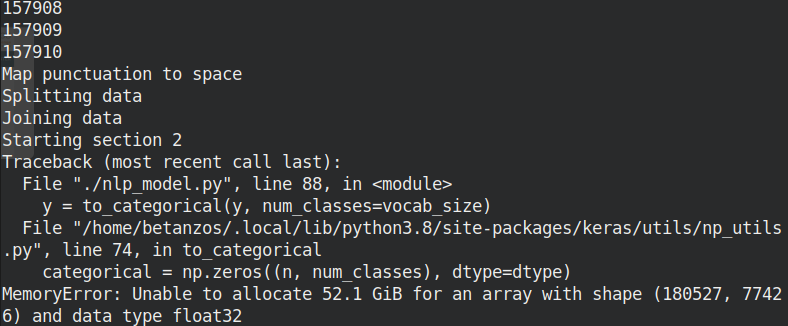 157908
157909
157910
Map punctuation to space
Splitting data
Joining data
Starting section 2
Traceback (most recent call last):
  File "./nlp_model.py", line 88, in <module>
    y = to_categorical(y, num_classes=vocab_size)
  File "/home/betanzos/.local/lib/python3.8/site-packages/keras/utils/np_utils
.py", line 74, in to_categorical
    categorical = np.zeros((n, num_classes), dtype=dtype)
MemoryError: Unable to allocate 52.1 GiB for an array with shape (180527, 7742
6) and data type float32